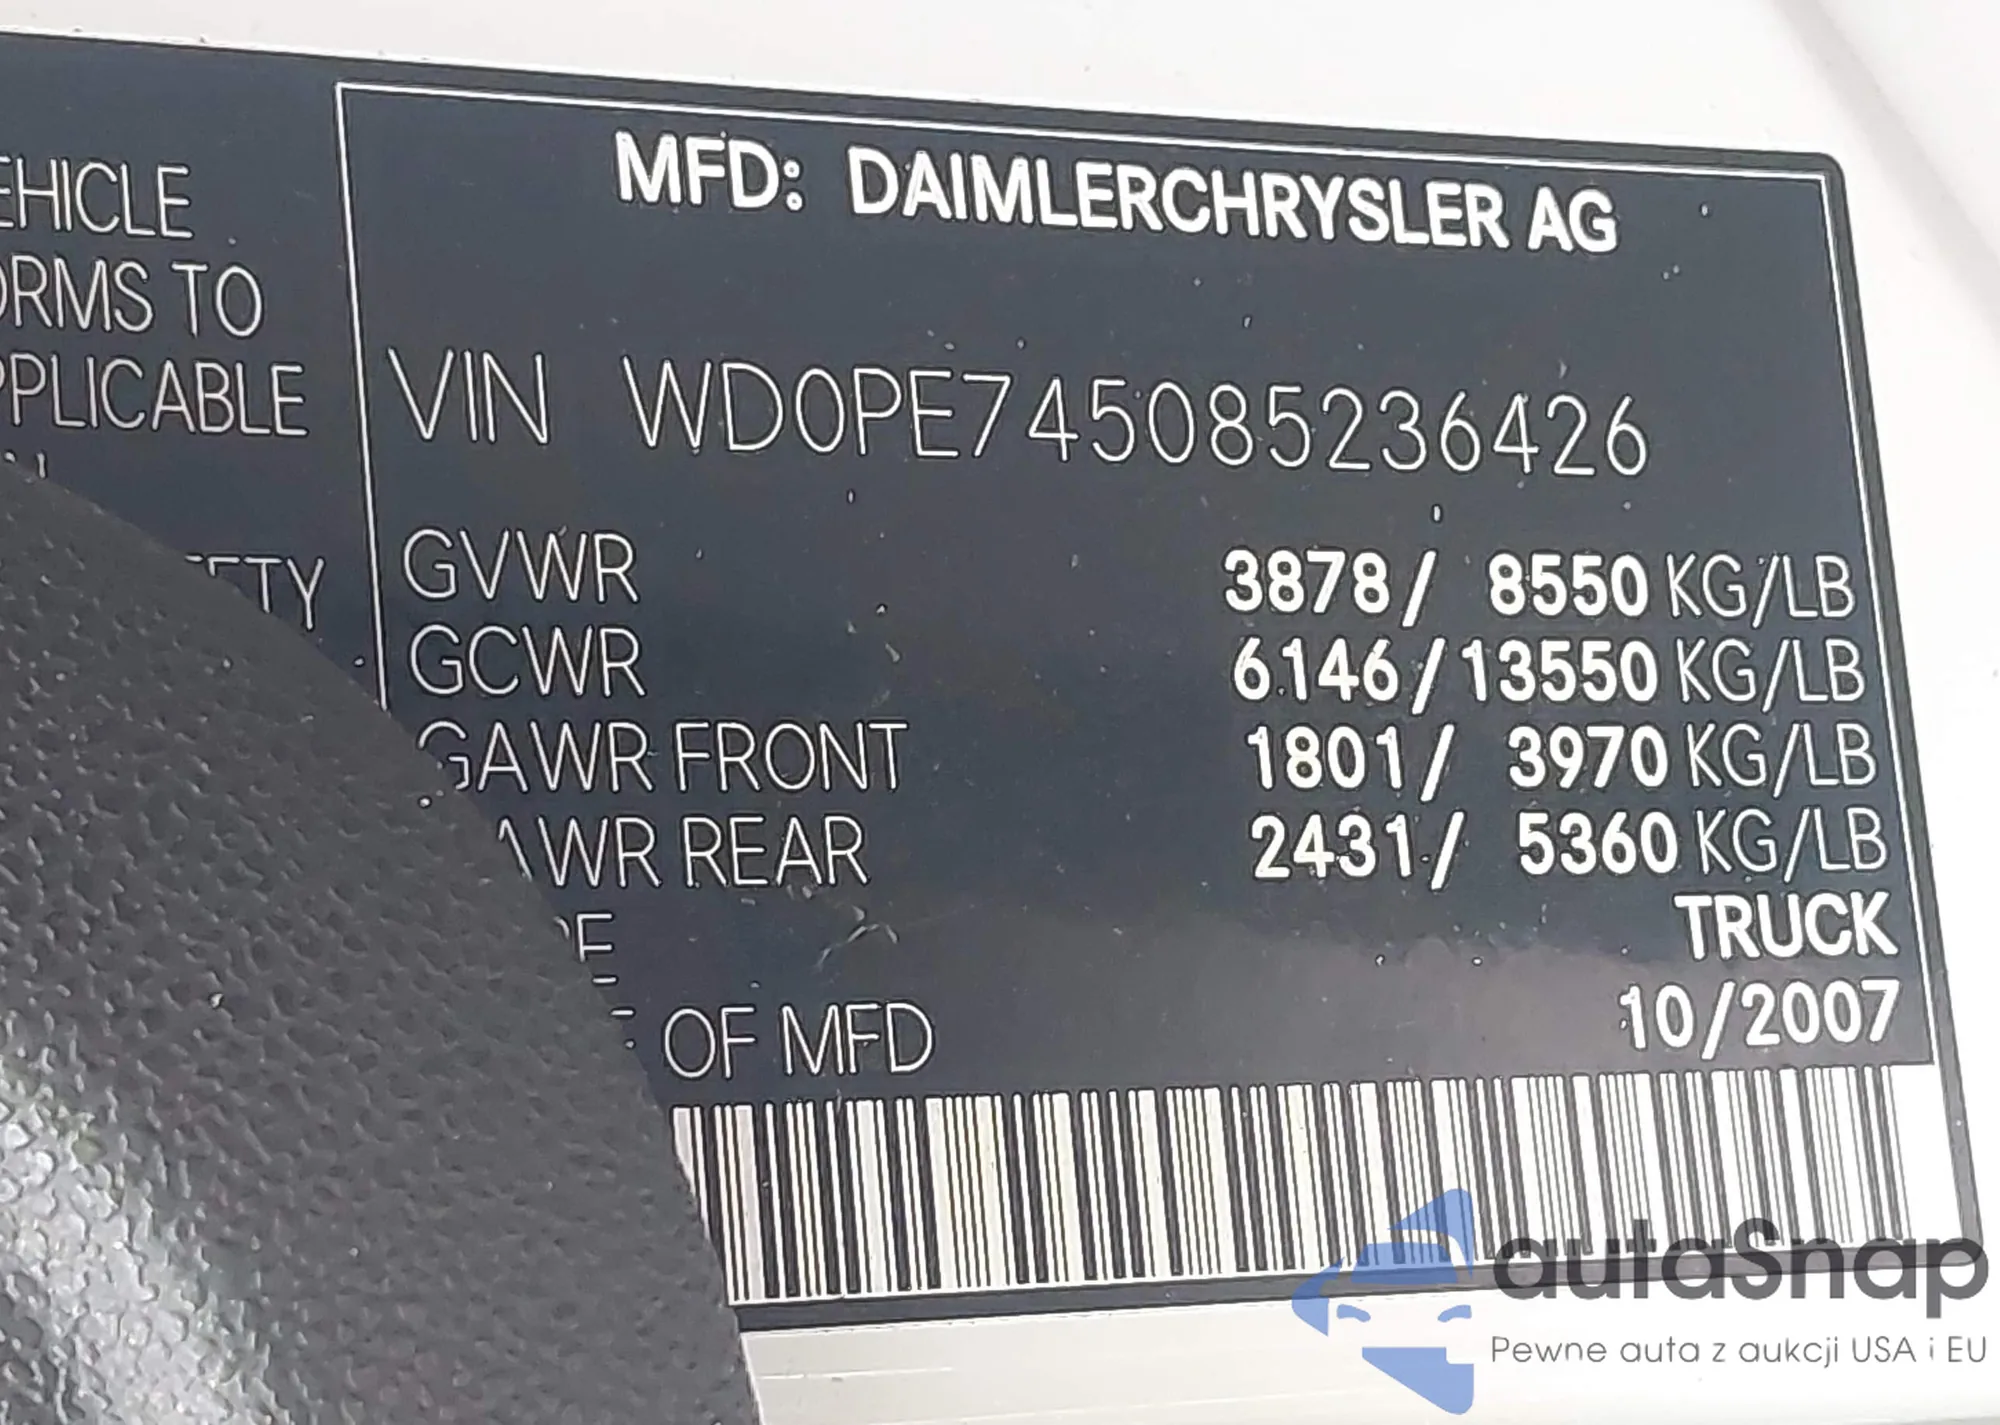 MFD: DAIMLERCHRYSLER AG
EHICLE
ORMS TO
PPLICABLE
VIN WD0PE745085236426
TY
GVWR 3878/ 8550 KG/LB
GCWR 6146/13550 KG/LB
GAWR FRONT 1801/ 3970 KG/LB
AWR REAR 2431/ 5360 KG/LB
PE TRUCK
E OF MFD 10/2007
autaSnap
Pewne auta z aukcji USA i EU